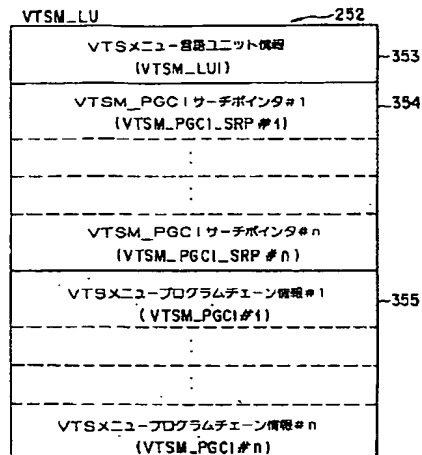 VTSM_LU
252
VTSメニュー言語ユニット情報
(VTSM_LUI)
353
VTSM_PGCIサーチポインタ#1
(VTSM_PGCI_SRP #1)
354
VTSM_PGCIサーチポインタ#n
(VTSM_PGCI_SRP #n)
VTSメニュープログラムチェーン情報#1
(VTSM_PGCI#1)
355
VTSメニュープログラムチェーン情報#n
(VTSM_PGCI#n)